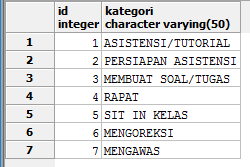 id kategori
integer character varying(50)
1 1 ASISTENSI/TUTORIAL
2 2 PERSIAPAN ASISTENSI
3 3 MEMBUAT SOAL/TUGAS
4 4 RAPAT
5 5 SIT IN KELAS
6 6 MENGOREKSI
7 7 MENGAWAS